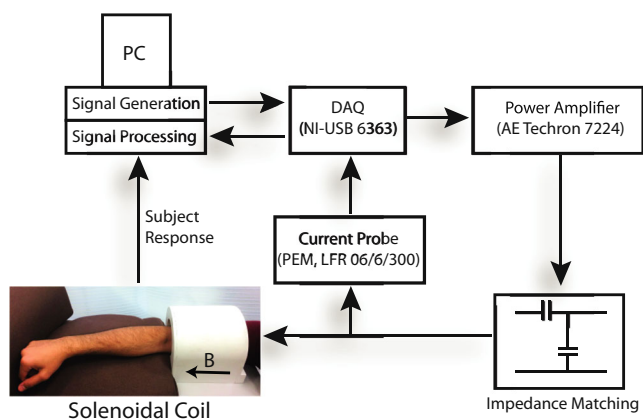 PC
Signal Generation
Signal Processing
DAQ
(NI-USB 6363)
Power Amplifier
(AE Techron 7224)
Subject
Response
Current Probe
(PEM, LFR 06/6/300)
B
Solenoidal Coil
Impedance Matching